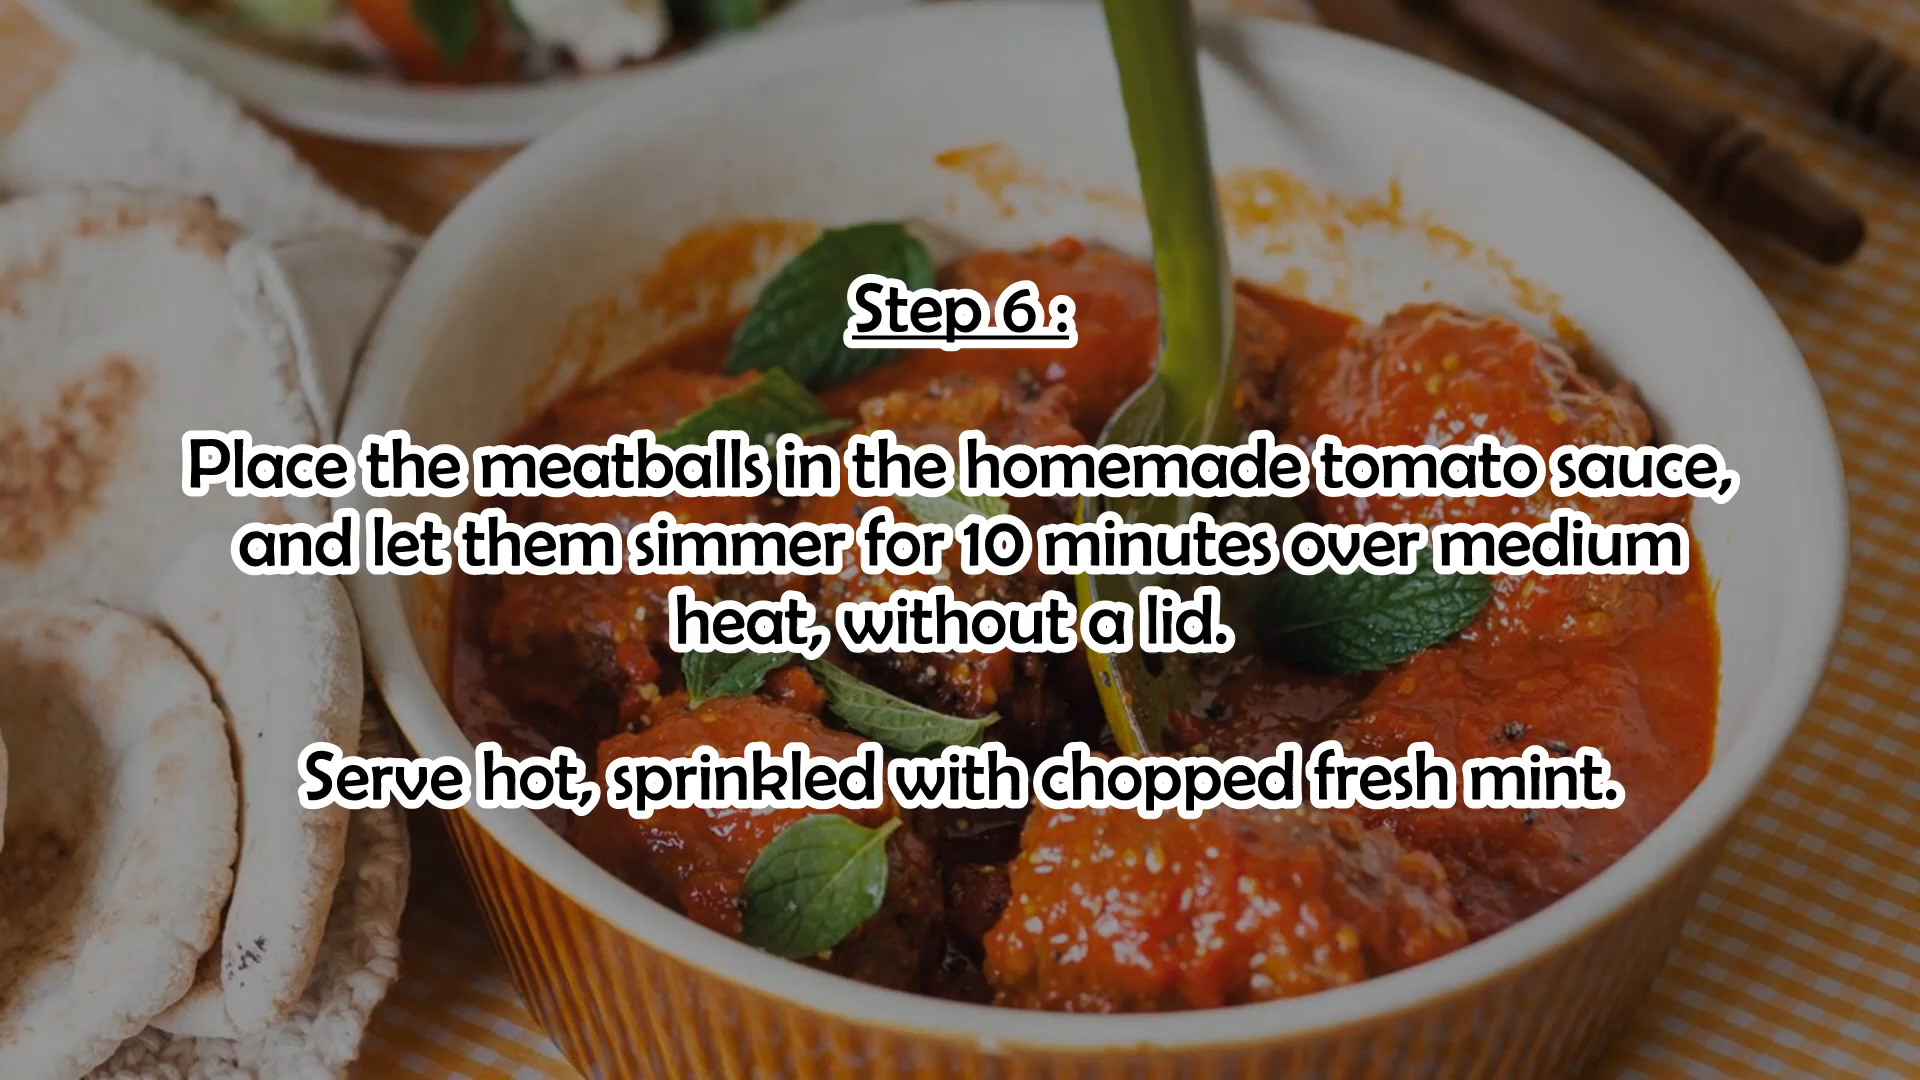 Step 6 :
Place the meatballs in the homemade tomato sauce,
and let them simmer for 10 minutes over medium
heat, without a lid.
Serve hot, sprinkled with chopped fresh mint.